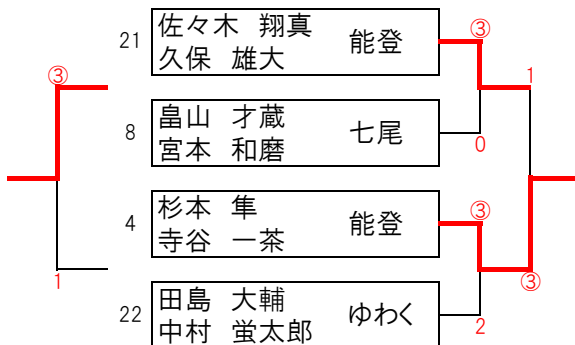 21 佐々木 翔真 能登 ③
久保 雄大
③ 1
8 畠山 才蔵 七尾
宮本 和磨 0
4 杉本 隼 能登 ③
寺谷 一茶
1 ③
22 田島 大輔 ゆわく
中村 蛍太郎 2